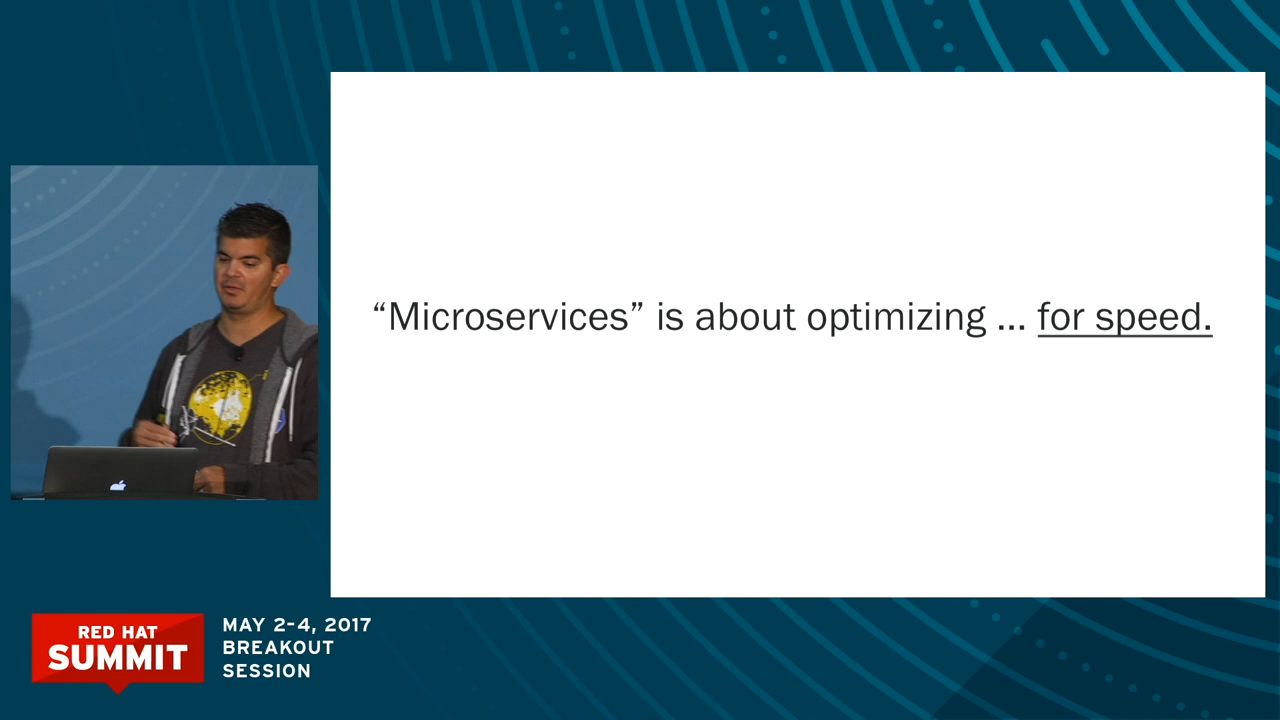 “Microservices” is about optimizing ... for speed.
RED HAT
SUMMIT
MAY 2–4, 2017
BREAKOUT
SESSION